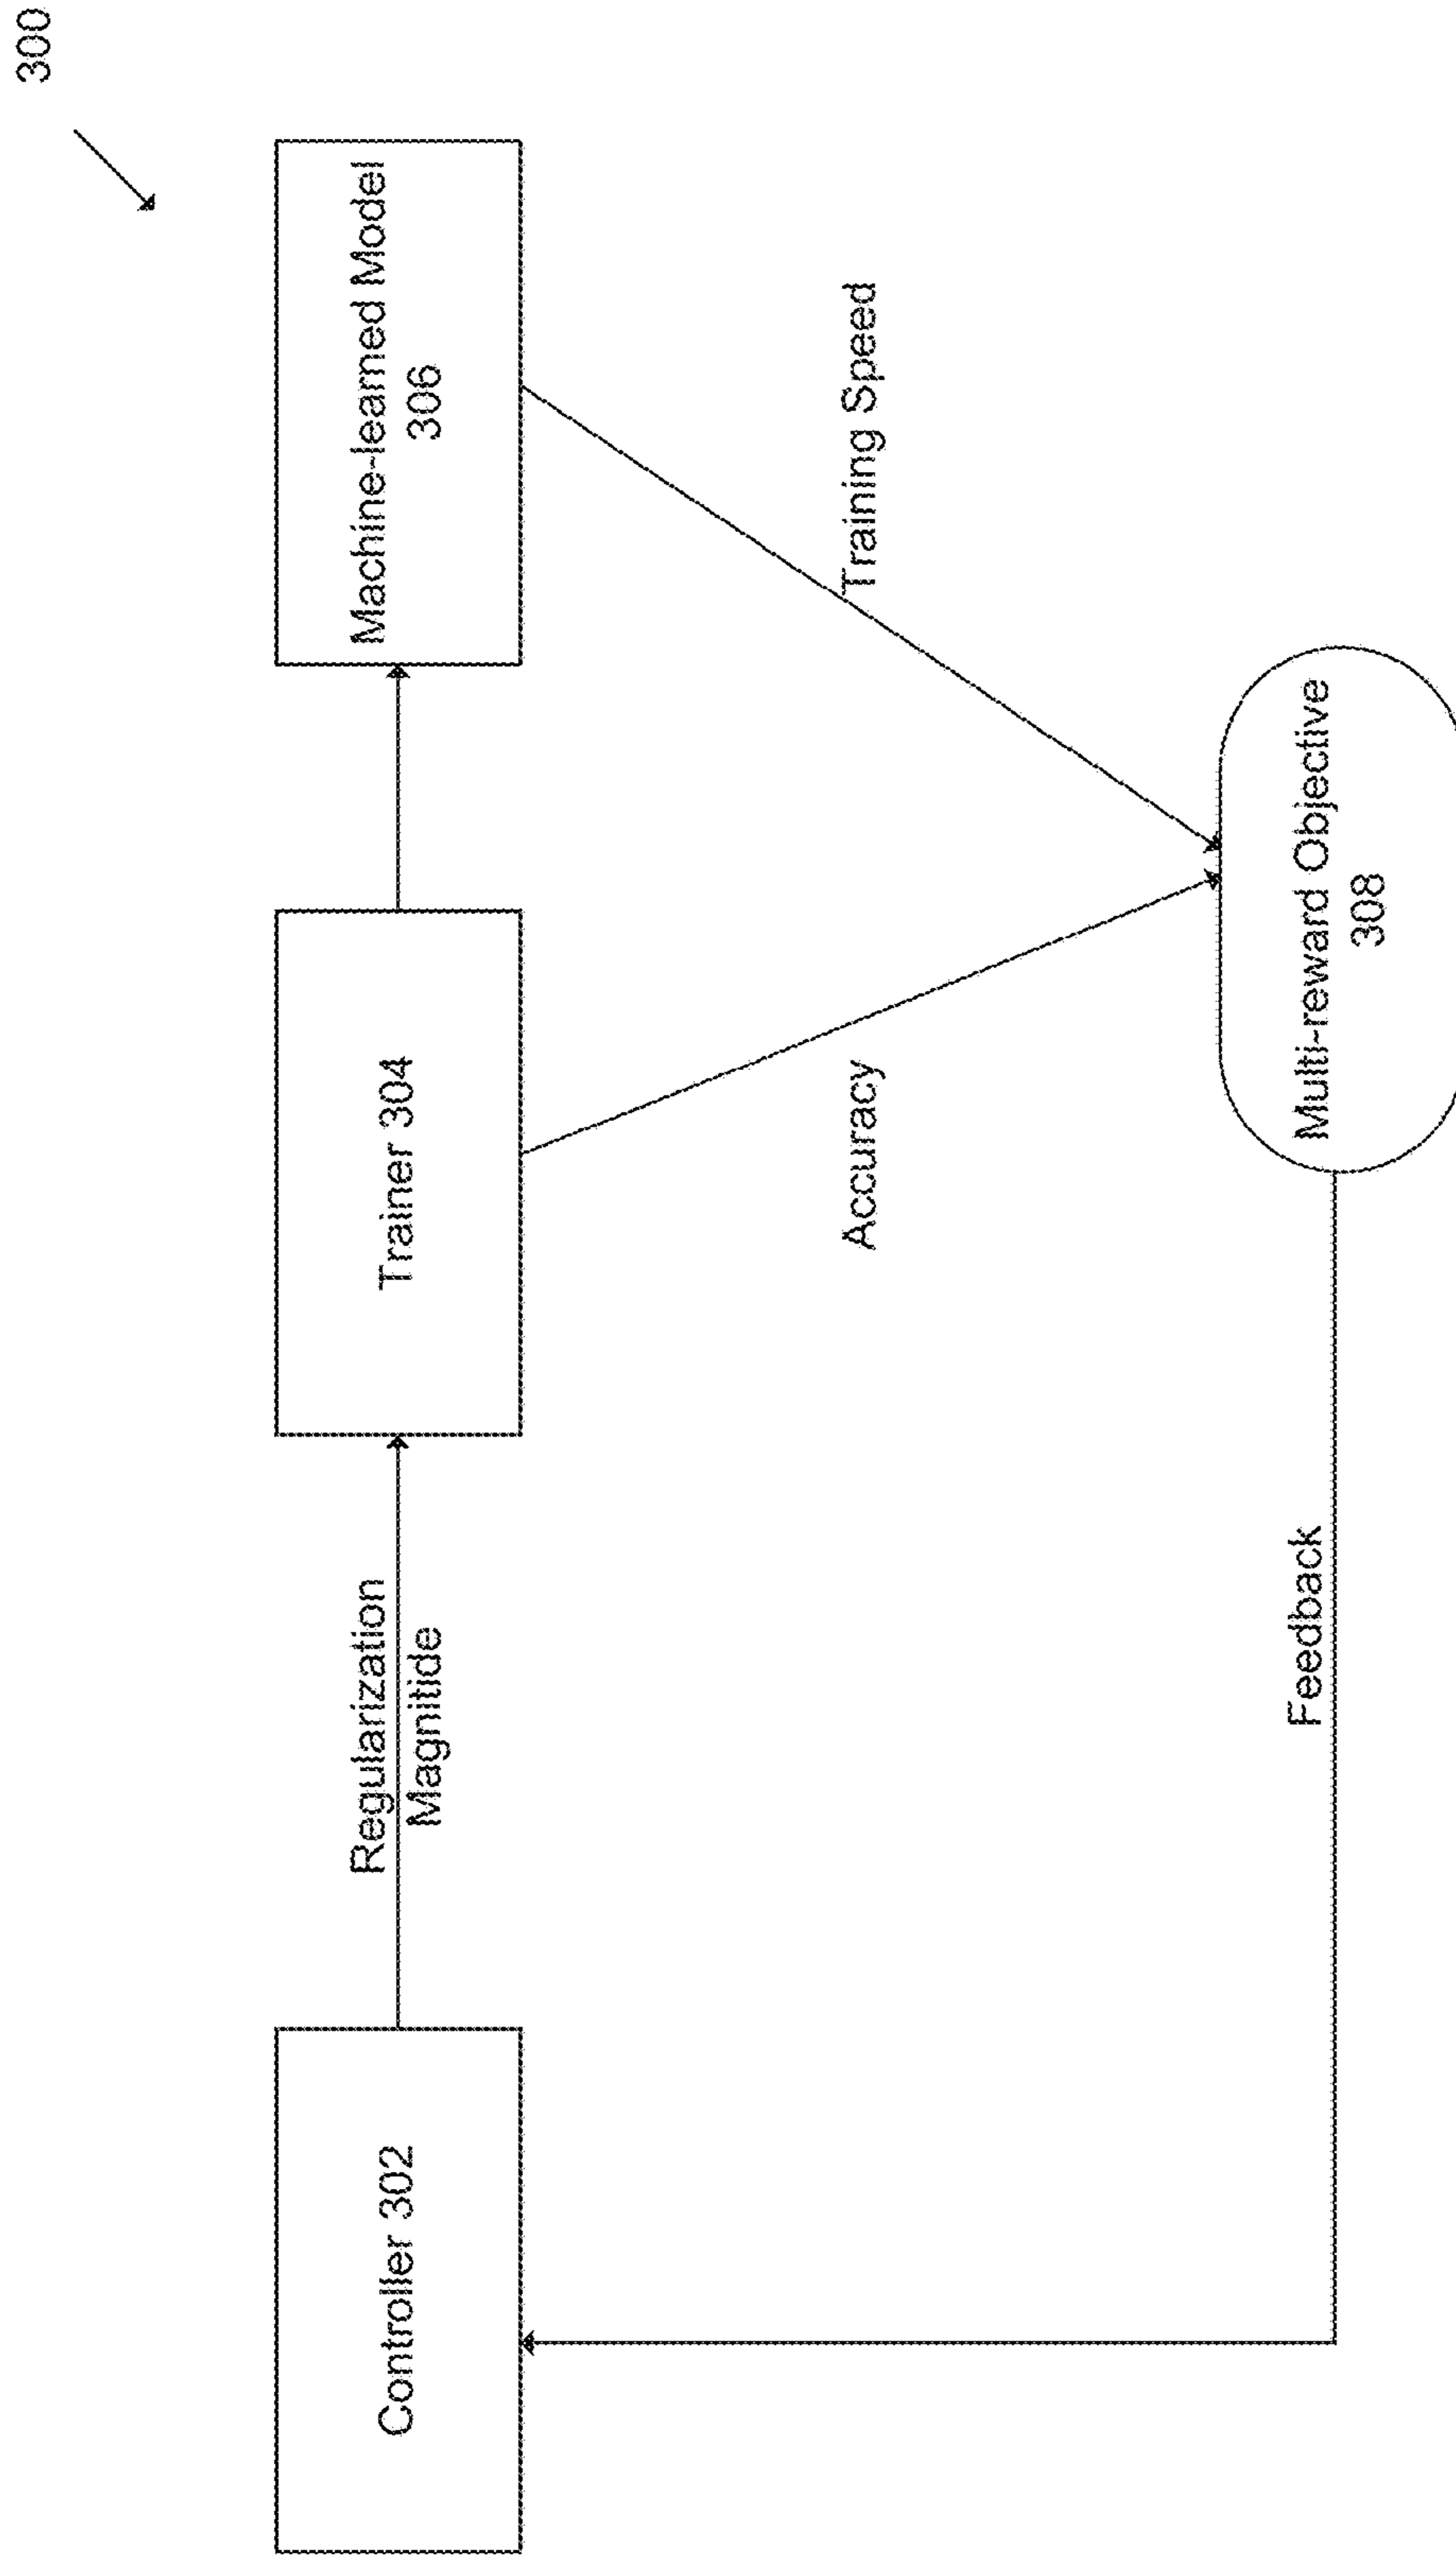 300
Controller 302
Regularization
Magnitide
Trainer 304
Machine-learned Model
306
Accuracy
Training Speed
Feedback
Multi-reward Objective
308